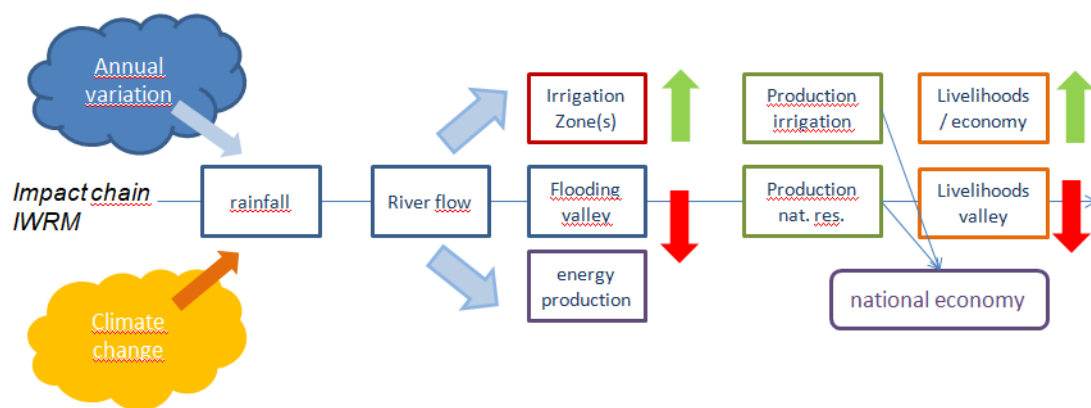 Annual
variation
Impact chain
IWRM
Climate
change
rainfall
River flow
Irrigation
Zone(s)
Flooding
valley
energy
production
Production
irrigation
Production
nat. res.
Livelihoods
/ economy
Livelihoods
valley
national economy